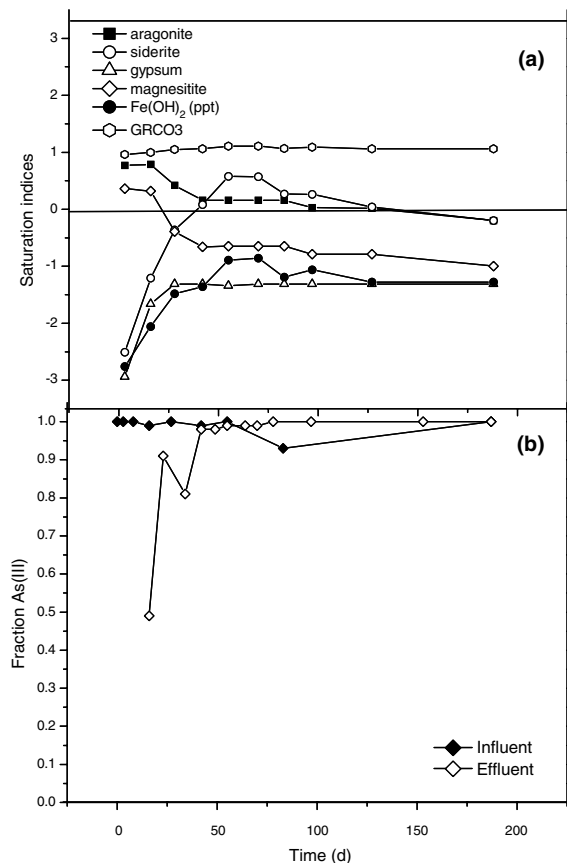 (a)
aragonite
siderite
gypsum
magnesitite
Fe(OH)2 (ppt)
GRCO3
Saturation indices
3
2
1
0
-1
-2
-3
(b)
Fraction As(III)
1.0
0.9
0.8
0.7
0.6
0.5
0.4
0.3
0.2
0.1
0.0
Influent
Effluent
0 50 100 150 200
Time (d)